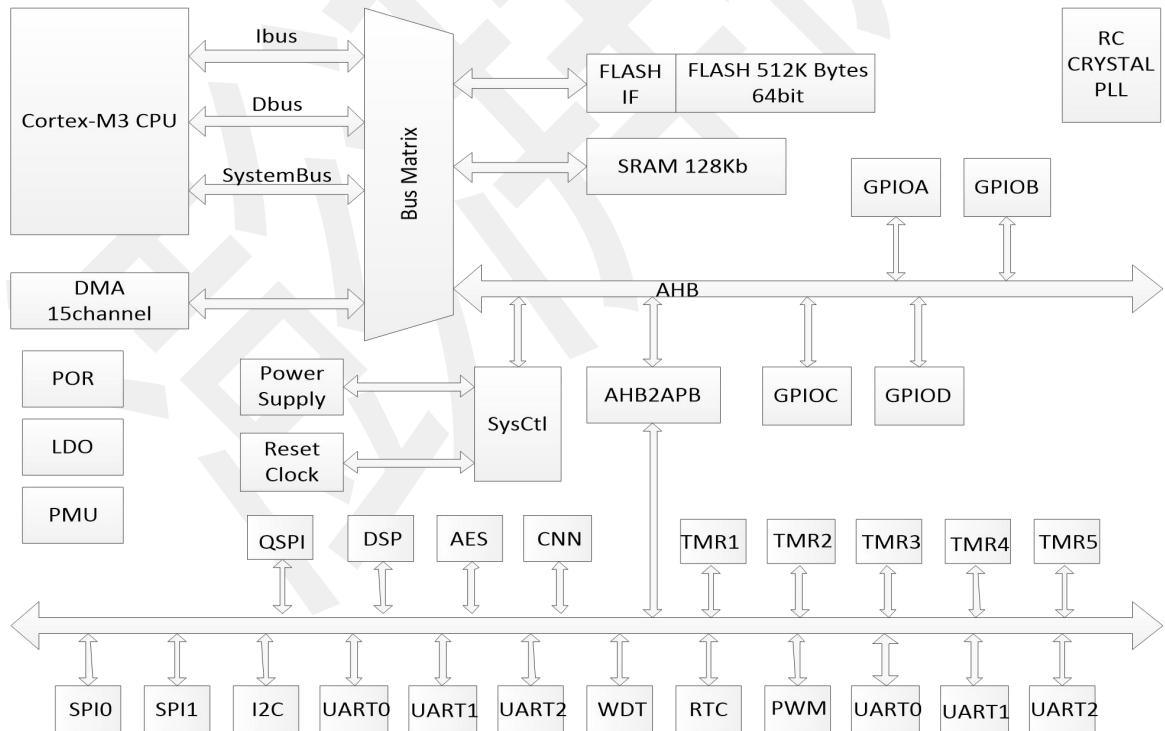 Ibus
Dbus
SystemBus
Cortex-M3 CPU
Bus Matrix
FLASH
IF
FLASH 512K Bytes
64bit
RC
CRYSTAL
PLL
SRAM 128Kb
GPIOA
GPIOB
DMA
15channel
AHB
POR
LDO
PMU
Power
Supply
Reset
Clock
SysCtl
AHB2APB
GPIOC
GPIOD
QSPI
DSP
AES
CNN
TMR1
TMR2
TMR3
TMR4
TMR5
SPI0
SPI1
I2C
UART0
UART1
UART2
WDT
RTC
PWM
UART0
UART1
UART2